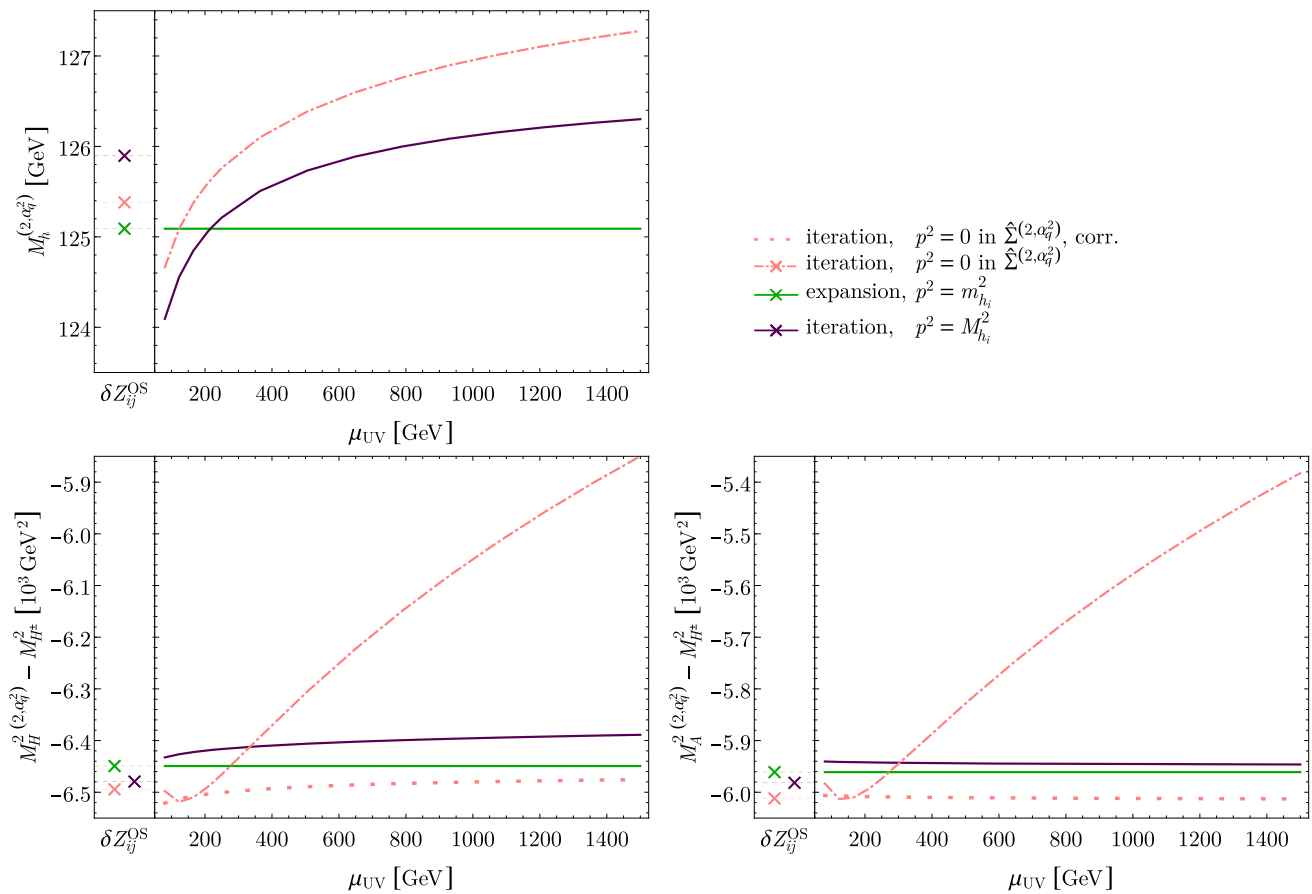 127
126
125
124
M_h^{(2,α_q^2)} [GeV]
δZ_{ij}^{OS}
200 400 600 800 1000 1200 1400
μ_UV [GeV]
iteration, p^2 = 0 in Σ̂^{(2,α_q^2)}, corr.
iteration, p^2 = 0 in Σ̂^{(2,α_q^2)}
expansion, p^2 = m_{h_i}^2
iteration, p^2 = M_{h_i}^2
-5.9
-6.0
-6.1
-6.2
-6.3
-6.4
-6.5
M_H^{2 (2,α_q^2)} − M_{H^±}^2 [10^3 GeV^2]
δZ_{ij}^{OS}
200 400 600 800 1000 1200 1400
μ_UV [GeV]
-5.4
-5.5
-5.6
-5.7
-5.8
-5.9
-6.0
M_A^{2 (2,α_q^2)} − M_{H^±}^2 [10^3 GeV^2]
δZ_{ij}^{OS}
200 400 600 800 1000 1200 1400
μ_UV [GeV]